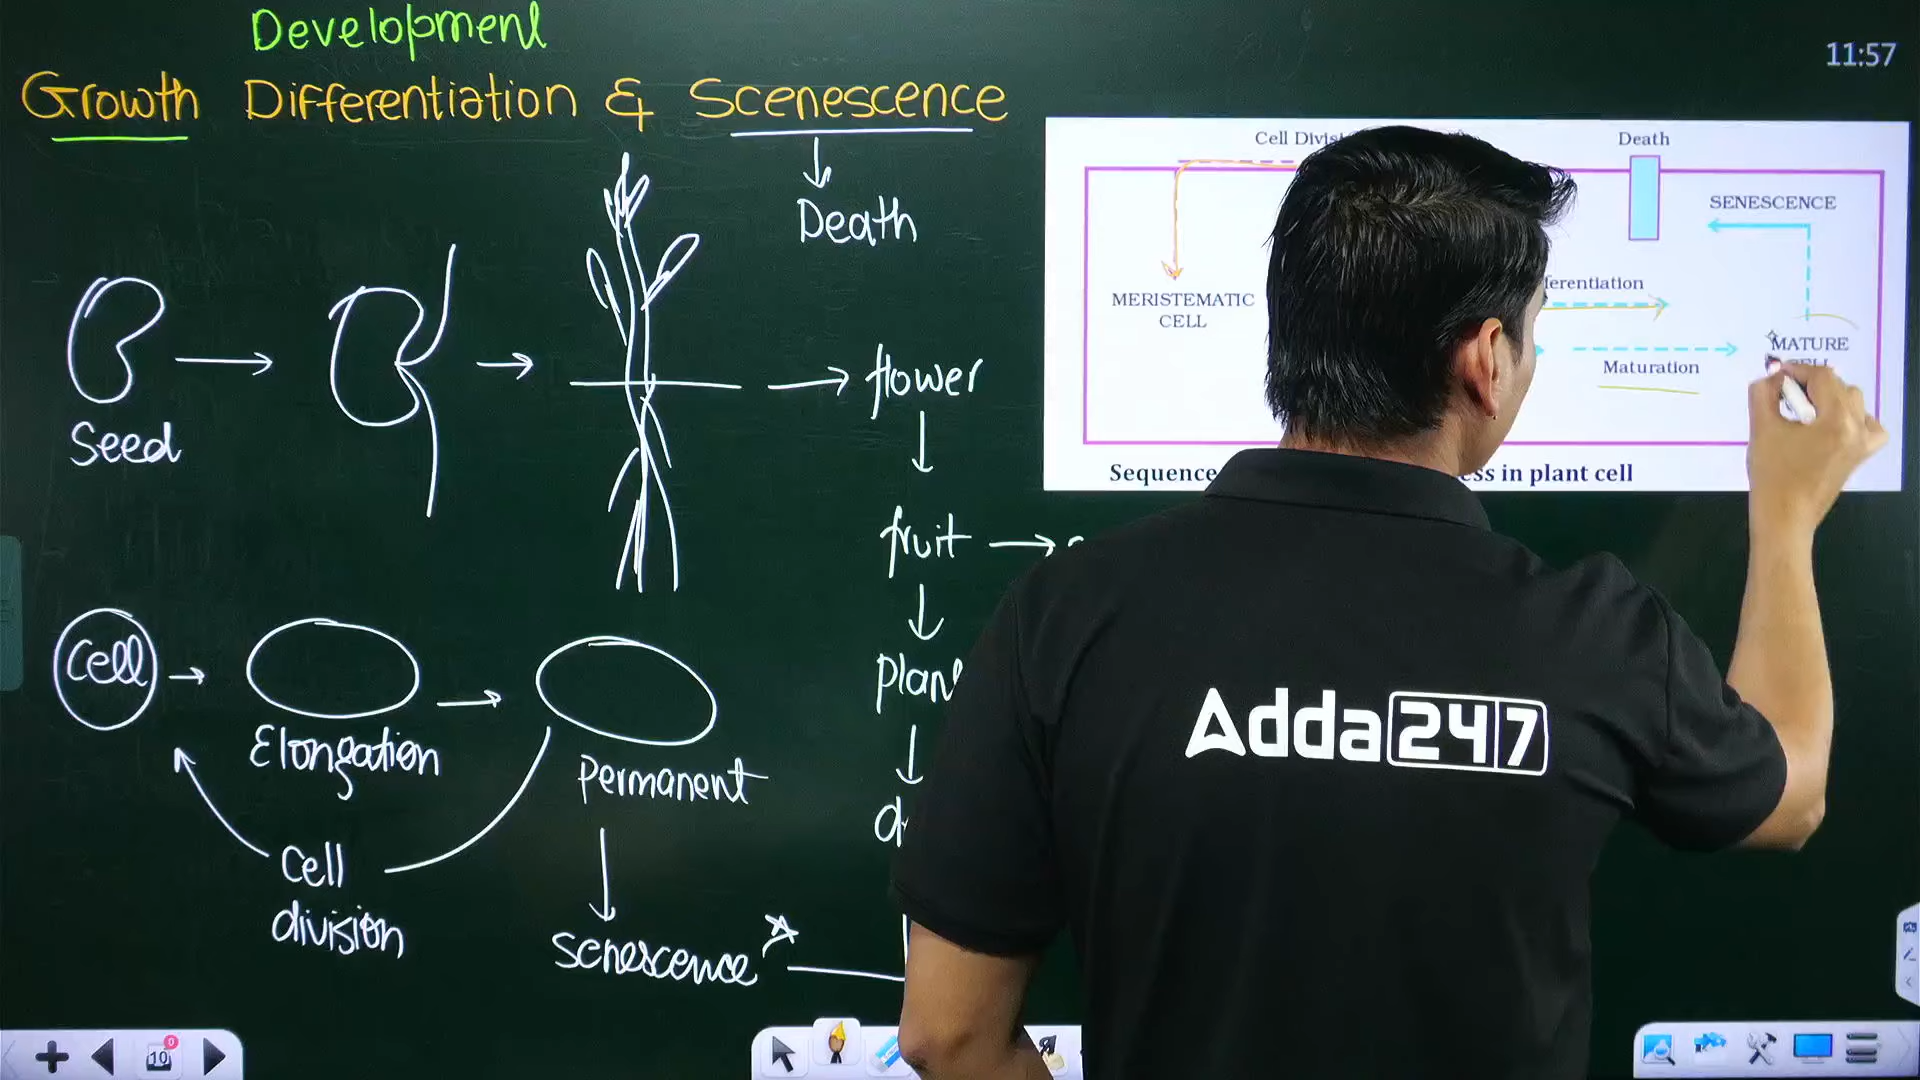 Development
Growth Differentiation & Scenescence
11:57
Death
Seed
flower
fruit
Cell
Elongation
Permanent
Cell
division
Senescence
Death
SENESCENCE
MERISTEMATIC
CELL
MATURE
Maturation
Sequence
in plant cell
Adda247
10
0